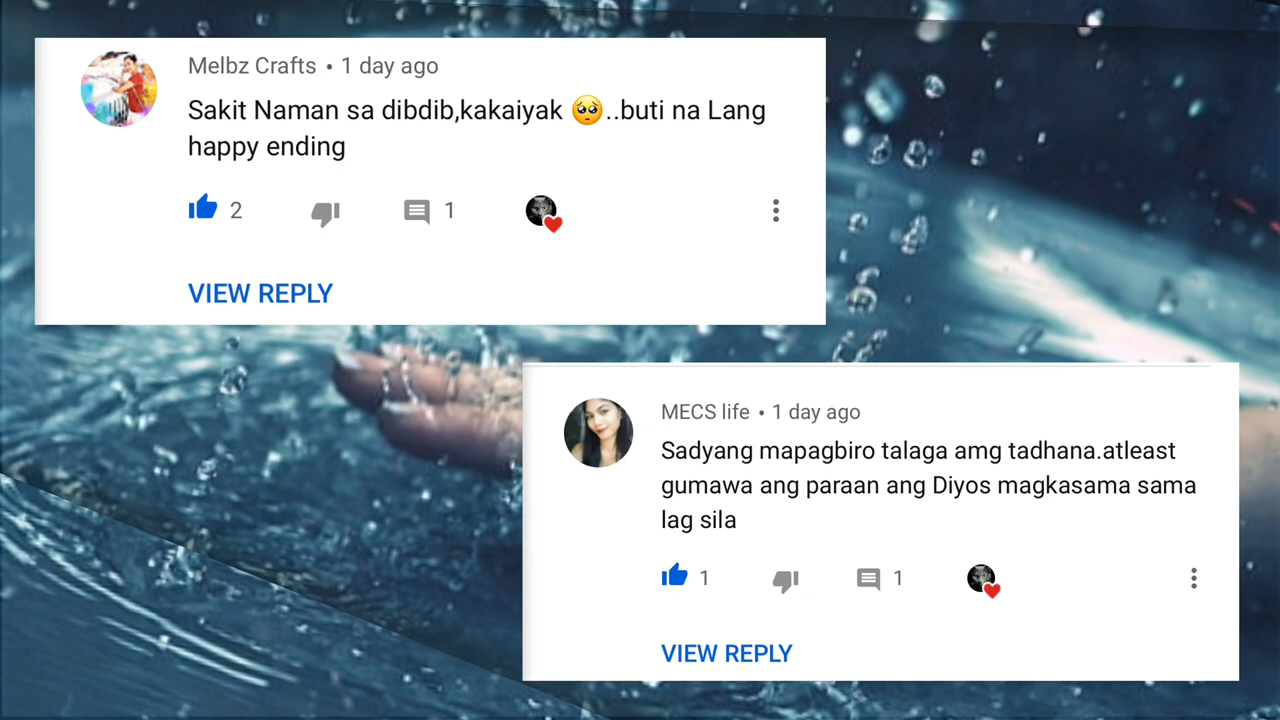 Melbz Crafts • 1 day ago
Sakit Naman sa dibdib,kakaiyak 🥺..buti na Lang
happy ending
2
1
VIEW REPLY
MECS life • 1 day ago
Sadyang mapagbiro talaga amg tadhana.atleast
gumawa ang paraan ang Diyos magkasama sama
lag sila
1
1
VIEW REPLY